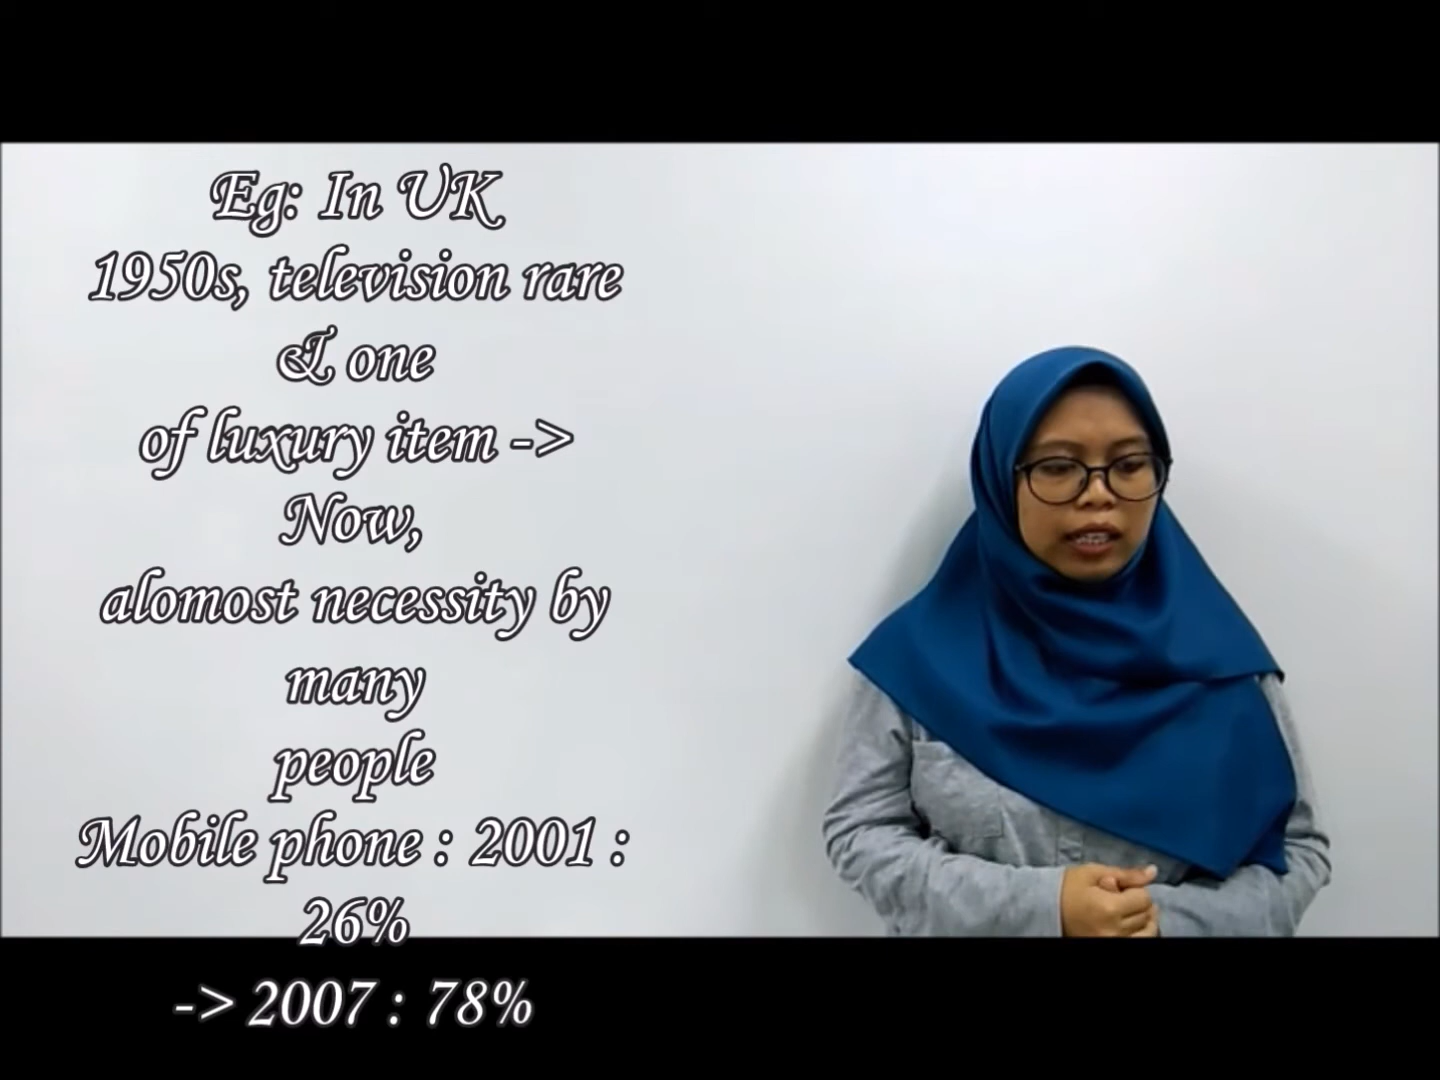 Eg: In UK
1950s, television rare
& one
of luxury item ->
Now,
alomost necessity by
many
people
Mobile phone : 2001 :
26%
-> 2007 : 78%